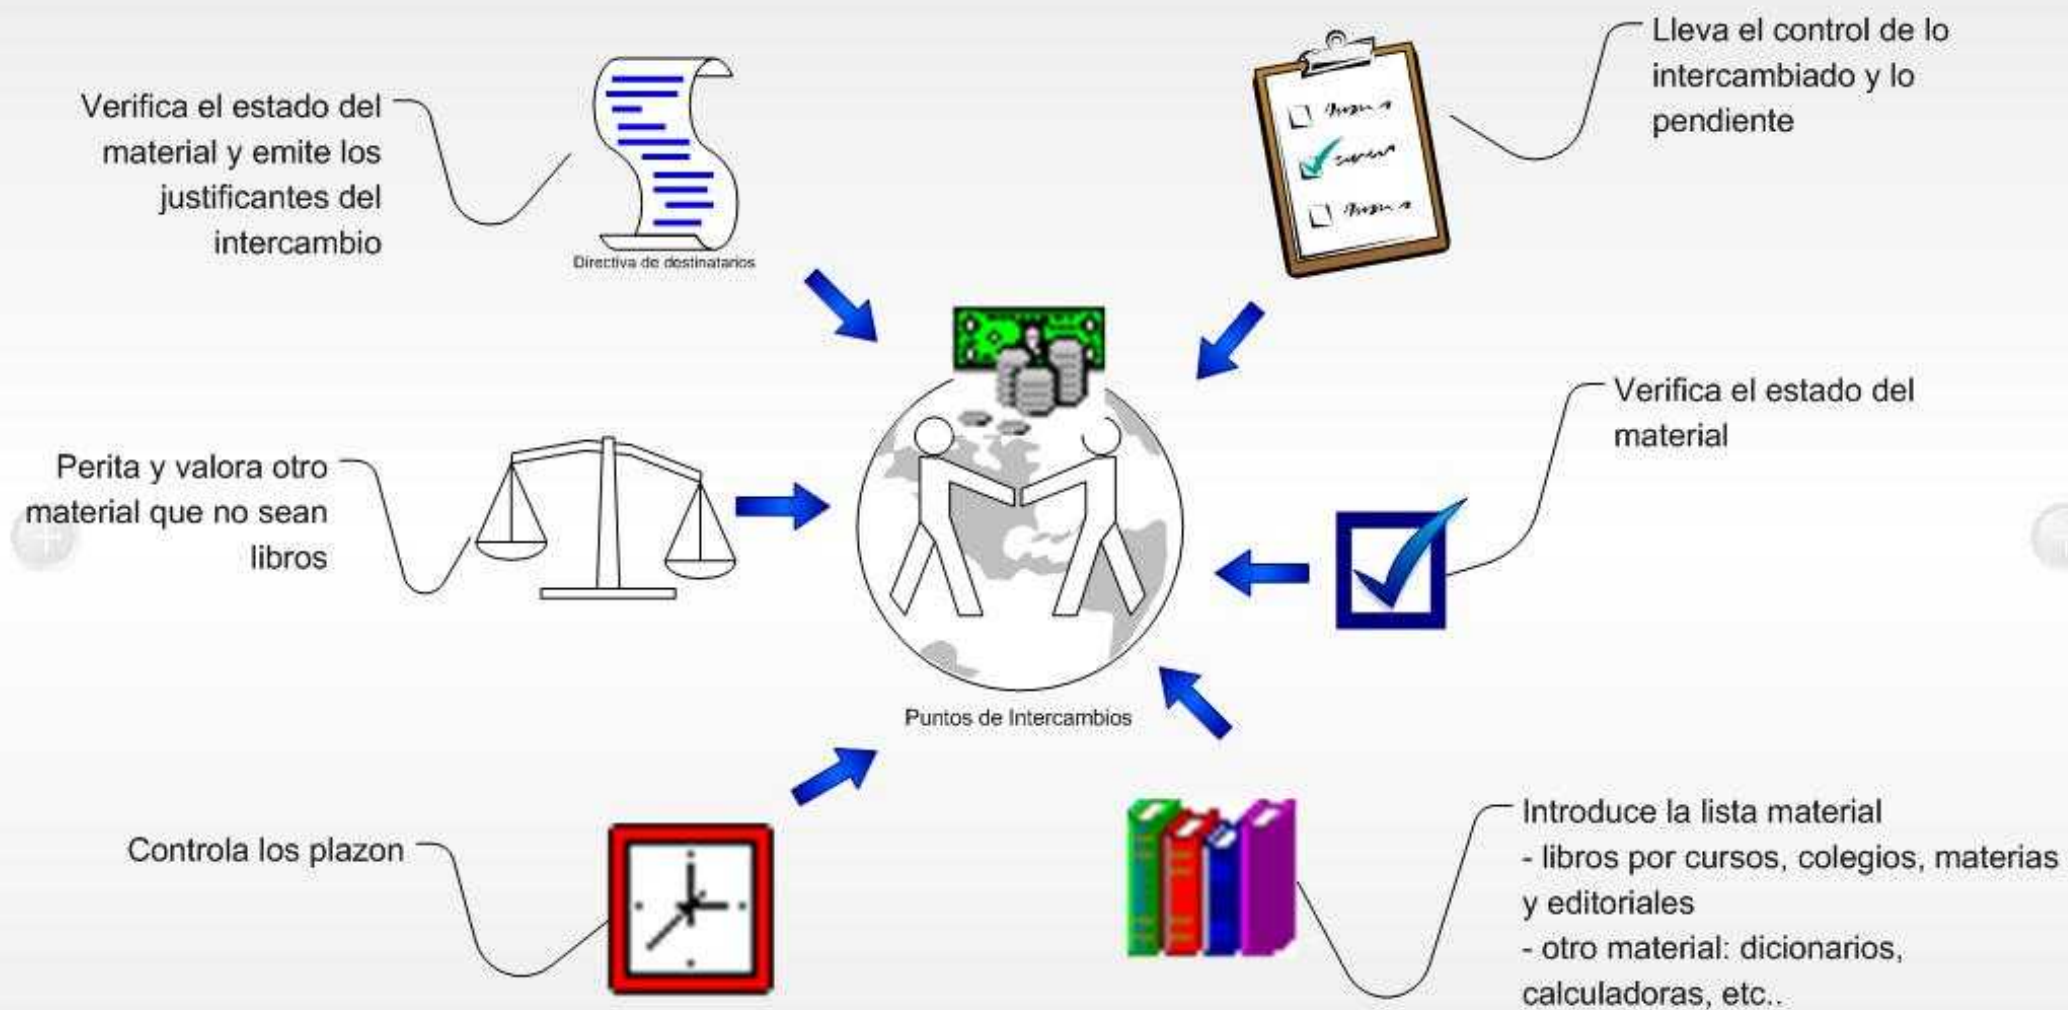 Verifica el estado del
material y emite los
justificantes del
intercambio
Directiva de destinatarios
Lleva el control de lo
intercambiado y lo
pendiente
Perita y valora otro
material que no sean
libros
Verifica el estado del
material
Puntos de Intercambios
Controla los plazon
Introduce la lista material
- libros por cursos, colegios, materias
y editoriales
- otro material: dicionarios,
calculadoras, etc..